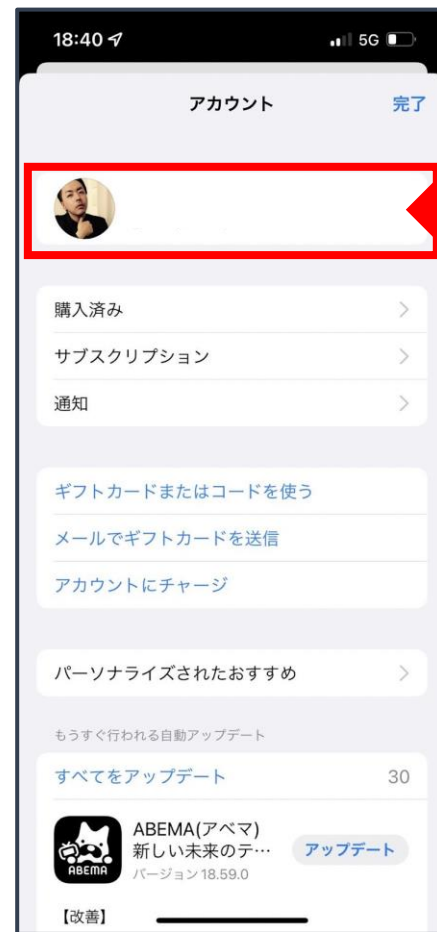 18:40
5G
アカウント
完了
購入済み
サブスクリプション
通知
ギフトカードまたはコードを使う
メールでギフトカードを送信
アカウントにチャージ
パーソナライズされたおすすめ
もうすぐ行われる自動アップデート
すべてをアップデート
30
ABEMA(アベマ)
新しい未来のテ…
アップデート
バージョン 18.59.0
ABEMA
【改善】